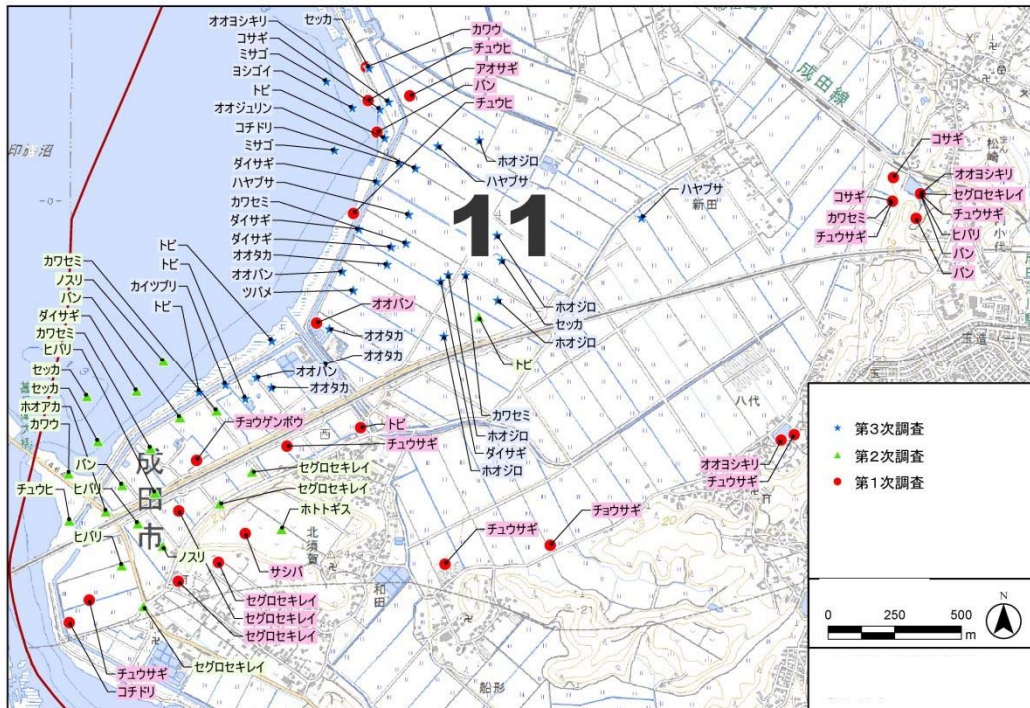 オオヨシキリ
セッカ
コサギ
ミサゴ
ヨシゴイ
トビ
オオジュリン
コチドリ
ミサゴ
ダイサギ
ハヤブサ
カワセミ
ダイサギ
ダイサギ
オオタカ
オオバン
ツバメ
カワウ
チュウヒ
アオサギ
バン
チュウヒ
ホオジロ
ハヤブサ
ハヤブサ
新田
11
成田線
松崎
コサギ
オオヨシキリ
セグロセキレイ
チュウサギ
ヒバリ
バン
バン
コサギ
カワセミ
チュウサギ
小代
玉造
印旛沼
-0-
トビ
トビ
カイツブリ
トビ
カワセミ
ノスリ
バン
ダイサギ
カワセミ
ヒバリ
セッカ
セッカ
ホオアカ
カワウ
バン
チュウヒ
ヒバリ
ヒバリ
オオバン
オオタカ
オオタカ
オオバン
オオタカ
ホオジロ
セッカ
ホオジロ
トビ
カワセミ
ホオジロ
ダイサギ
ホオジロ
チョウゲンボウ
トビ
チュウサギ
西
成田市
セグロセキレイ
セグロセキレイ
ホトトギス
北須賀
ノスリ
サシバ
セグロセキレイ
セグロセキレイ
セグロセキレイ
セグロセキレイ
チュウサギ
コチドリ
チュウサギ
チョウサギ
オオヨシキリ
チュウサギ
八代
和田
船形
20
21
第3次調査
第2次調査
第1次調査
0 250 500
m
N